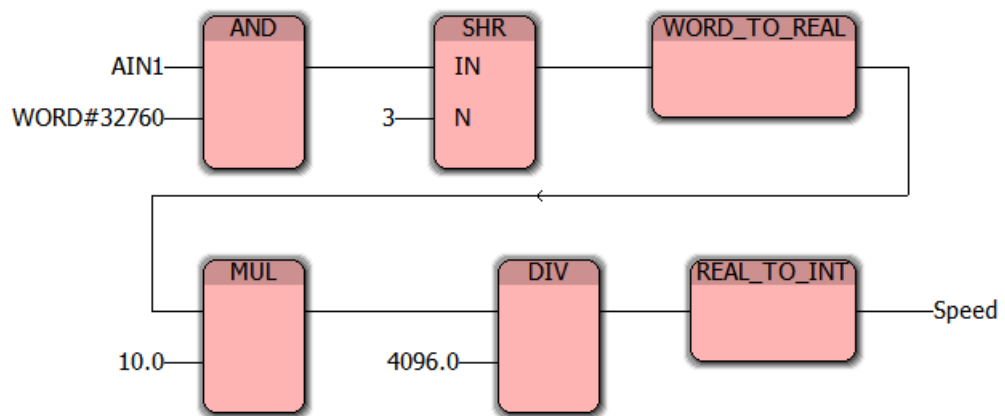 AND
SHR
WORD_TO_REAL
AIN1
IN
WORD#32760
3
N
MUL
DIV
REAL_TO_INT
Speed
10.0
4096.0